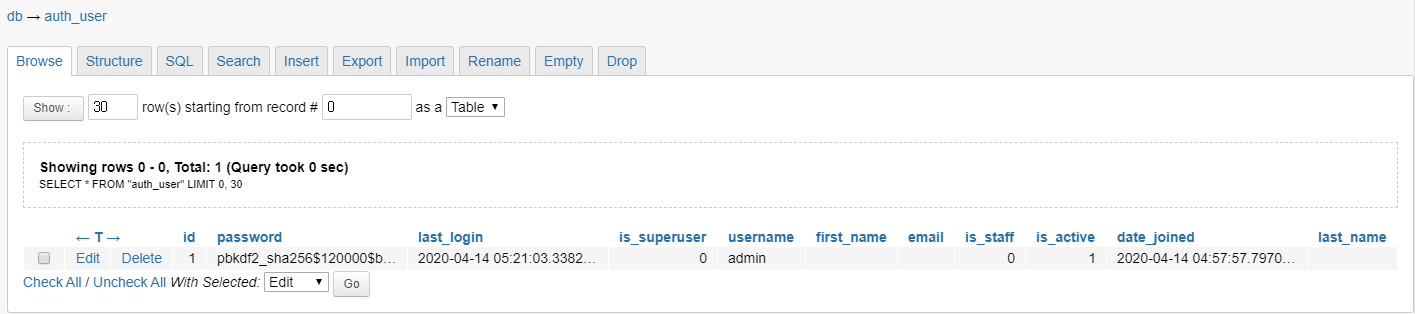 db → auth_user
Browse Structure SQL Search Insert Export Import Rename Empty Drop
Show : 30 row(s) starting from record # 0 as a Table
Showing rows 0 - 0, Total: 1 (Query took 0 sec)
SELECT * FROM "auth_user" LIMIT 0, 30
← T → id password last_login is_superuser username first_name email is_staff is_active date_joined last_name
Edit Delete 1 pbkdf2_sha256$120000$b... 2020-04-14 05:21:03.3382... 0 admin 0 1 2020-04-14 04:57:57.7970...
Check All / Uncheck All With Selected: Edit Go